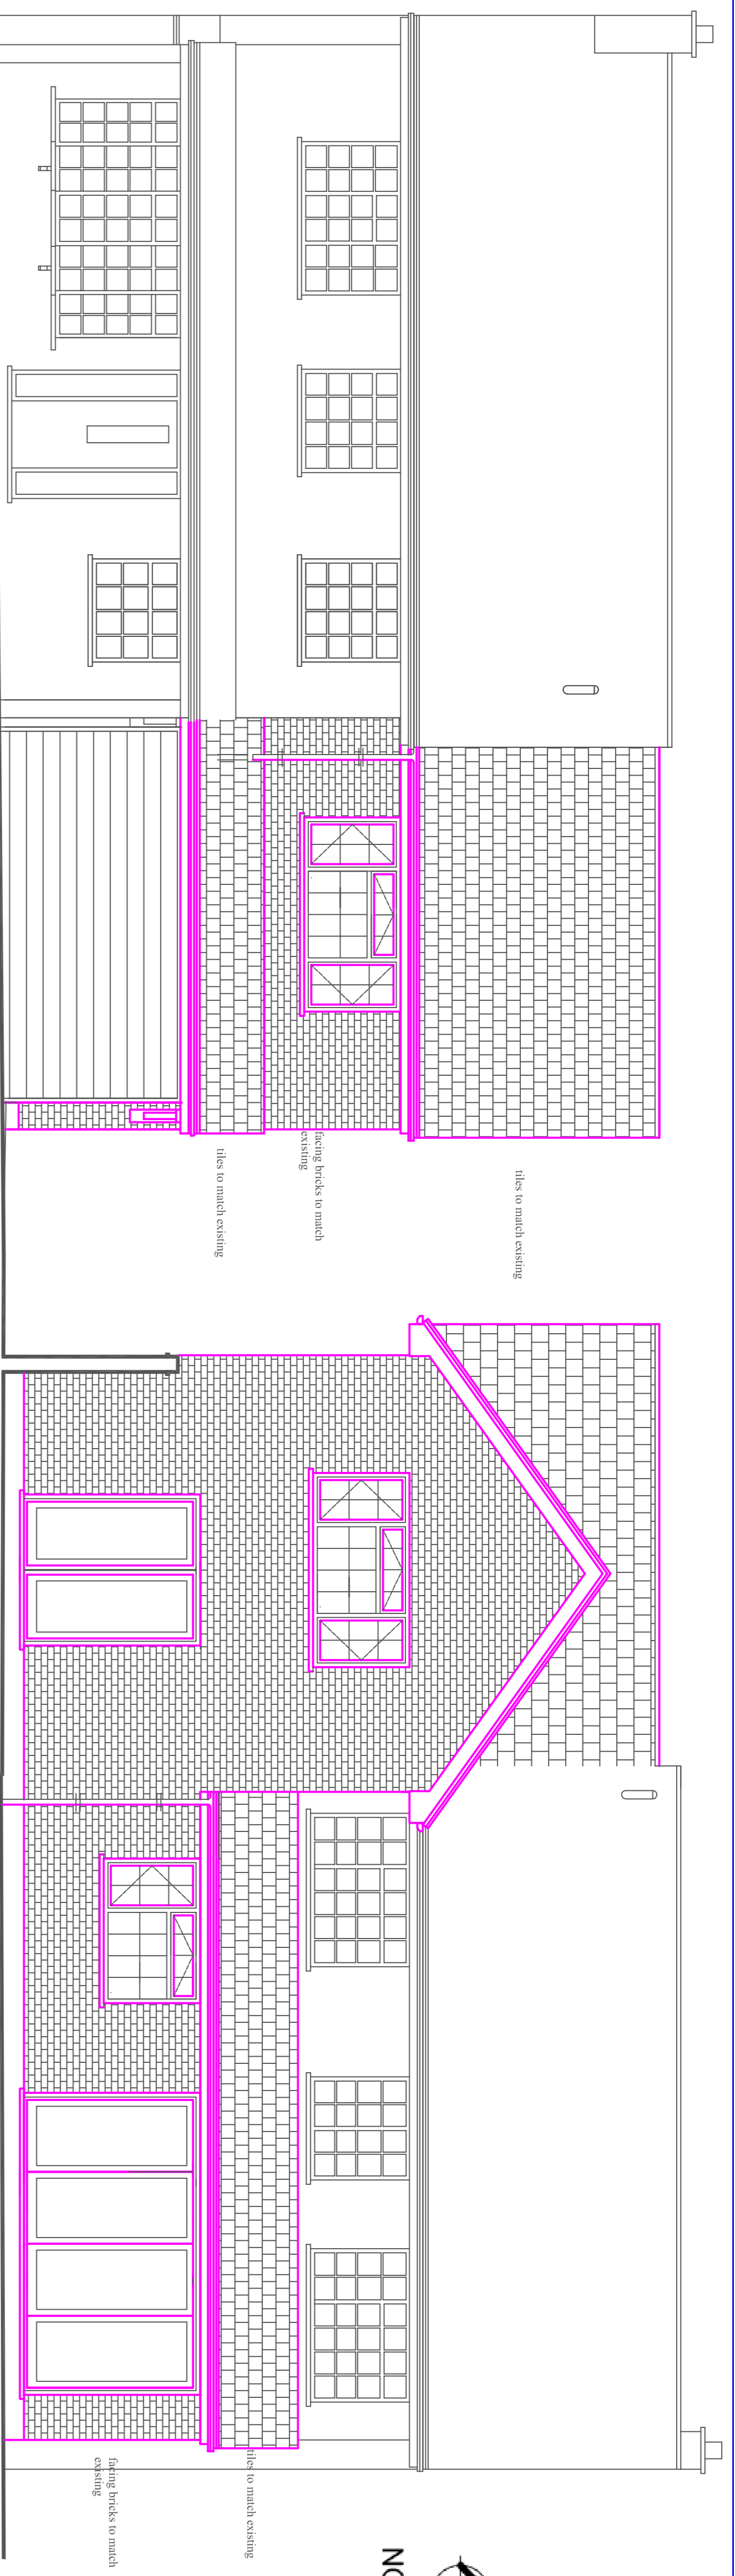 tiles to match existing
facing bricks to match
existing
tiles to match existing
tiles to match existing
facing bricks to match
existing
NO